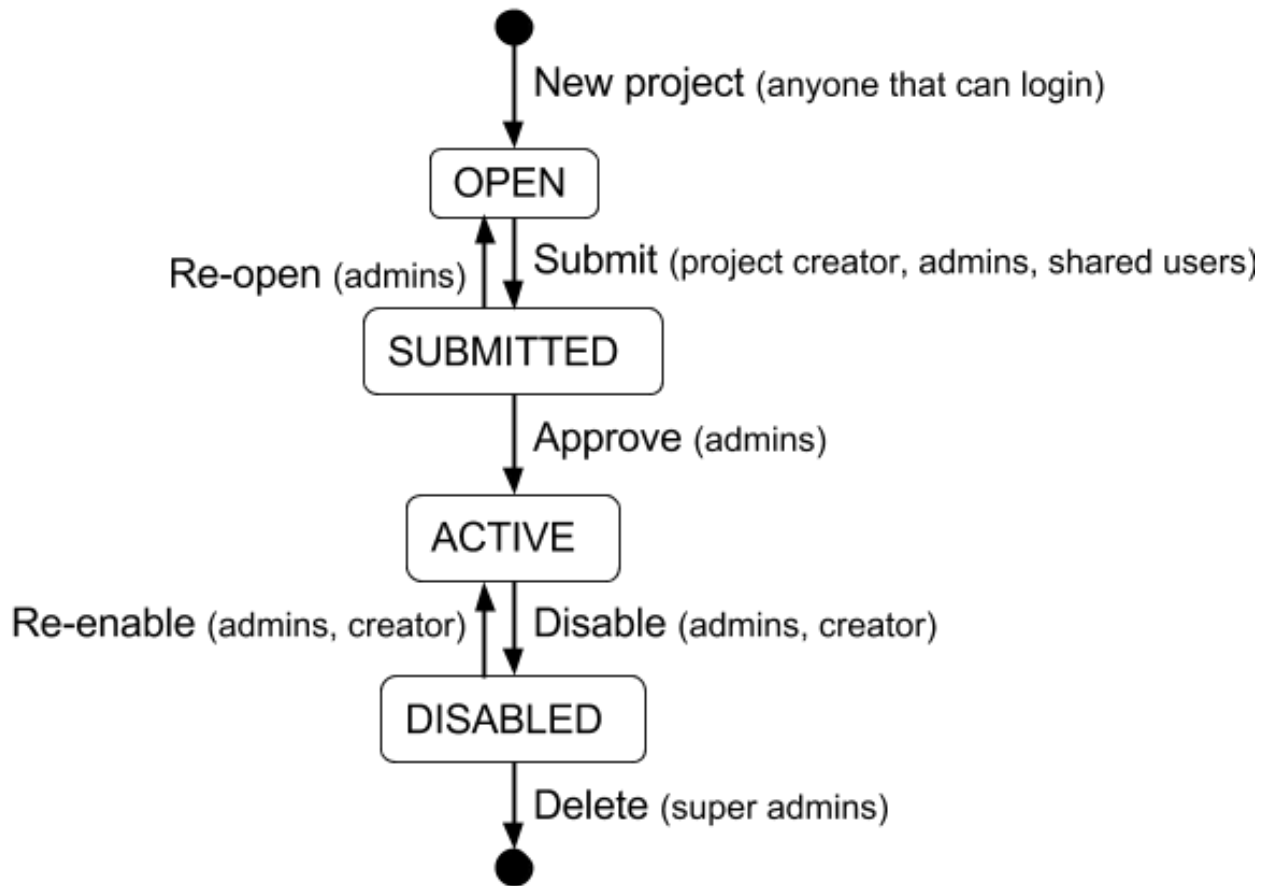 New project (anyone that can login)
OPEN
Re-open (admins)
Submit (project creator, admins, shared users)
SUBMITTED
Approve (admins)
ACTIVE
Re-enable (admins, creator)
Disable (admins, creator)
DISABLED
Delete (super admins)